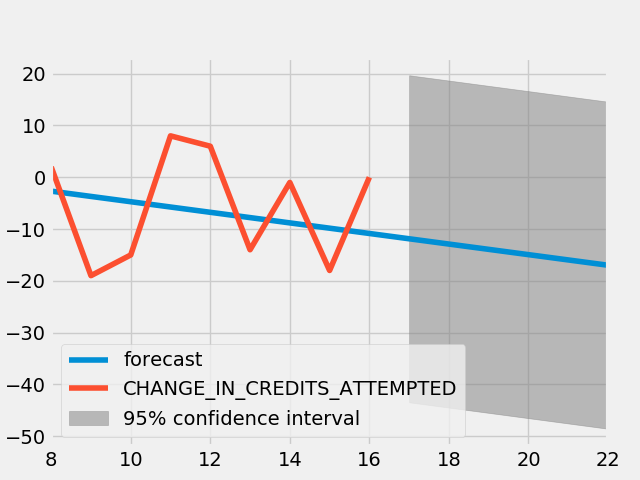 20
10
0
−10
−20
−30
−40
−50
forecast
CHANGE_IN_CREDITS_ATTEMPTED
95% confidence interval
8 10 12 14 16 18 20 22